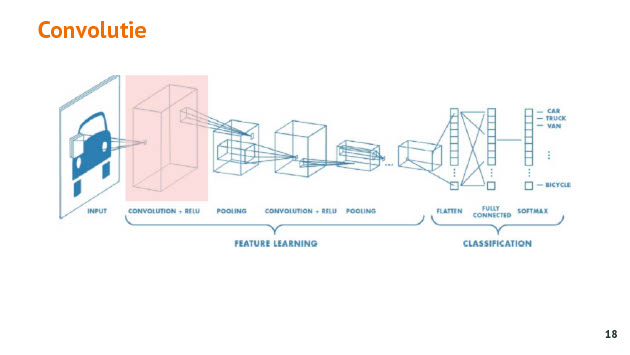 Convolutie
CAR
TRUCK
VAN
BICYCLE
INPUT
CONVOLUTION + RELU
POOLING
CONVOLUTION + RELU
POOLING
FLATTEN
FULLY
CONNECTED
SOFTMAX
FEATURE LEARNING
CLASSIFICATION
18